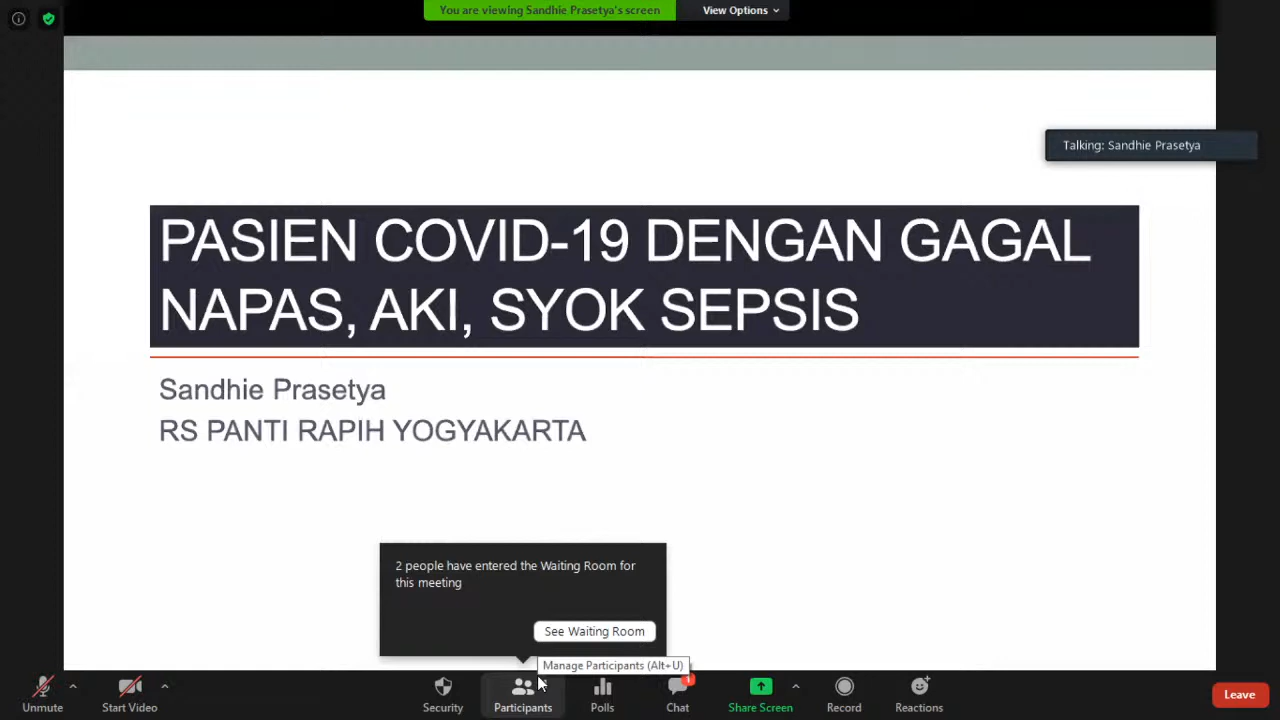 You are viewing Sandhie Prasetya's screen
View Options
Talking: Sandhie Prasetya
PASIEN COVID-19 DENGAN GAGAL
NAPAS, AKI, SYOK SEPSIS
Sandhie Prasetya
RS PANTI RAPIH YOGYAKARTA
2 people have entered the Waiting Room for
this meeting
See Waiting Room
Manage Participants (Alt+U)
Unmute
Start Video
Security
Participants
Polls
Chat
1
Share Screen
Record
Reactions
Leave